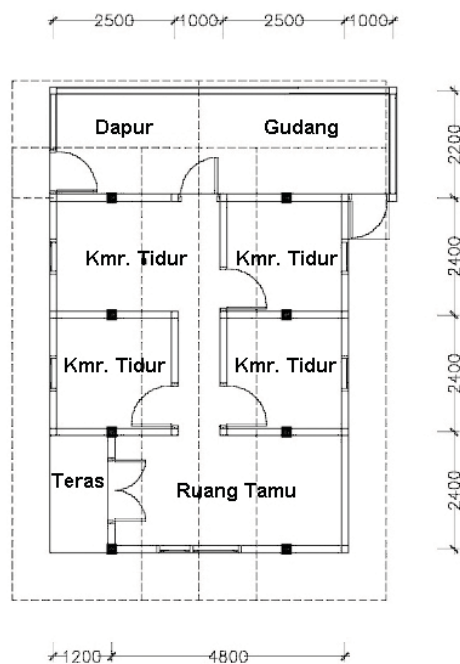 2500 1000 2500 1000
Dapur Gudang
2200
Kmr. Tidur Kmr. Tidur
2400
Kmr. Tidur Kmr. Tidur
2400
Teras Ruang Tamu
2400
1200 4800